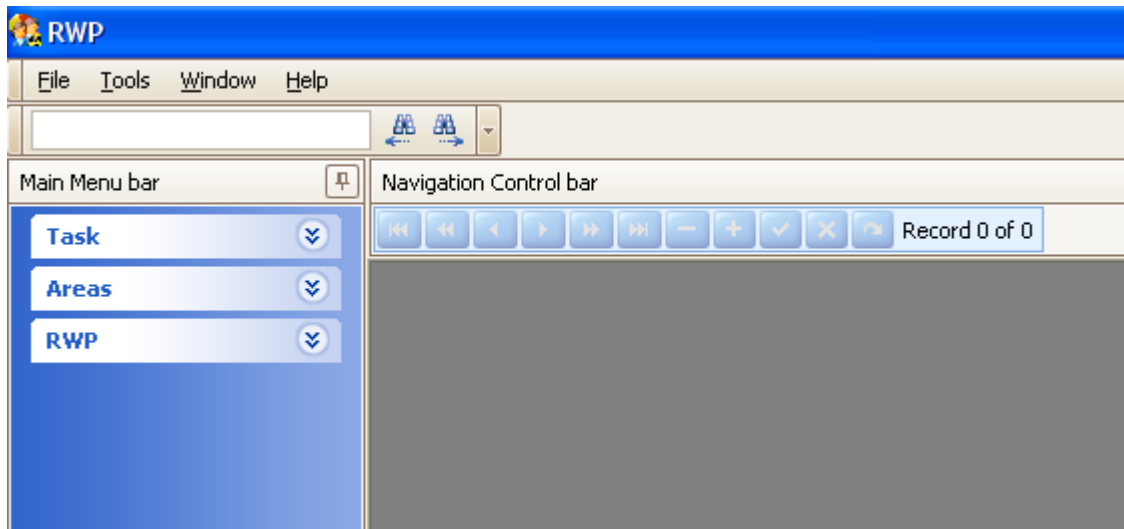 RWP
File Tools Window Help
Main Menu bar
Navigation Control bar
Record 0 of 0
Task
Areas
RWP